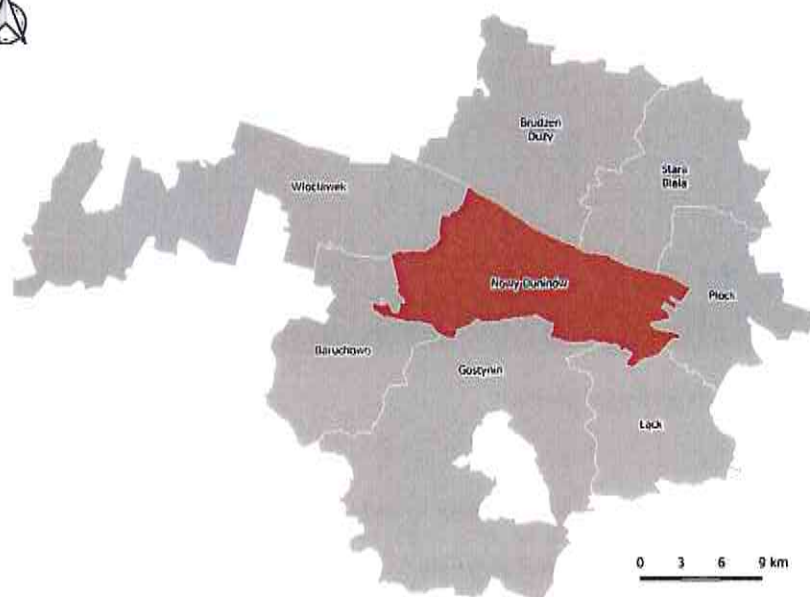 Brudzeń
Duży
Stara
Biała
Włocławek
Nowy Duninów
Płock
Baruchowo
Gostynin
Łąck
0 3 6 9 km